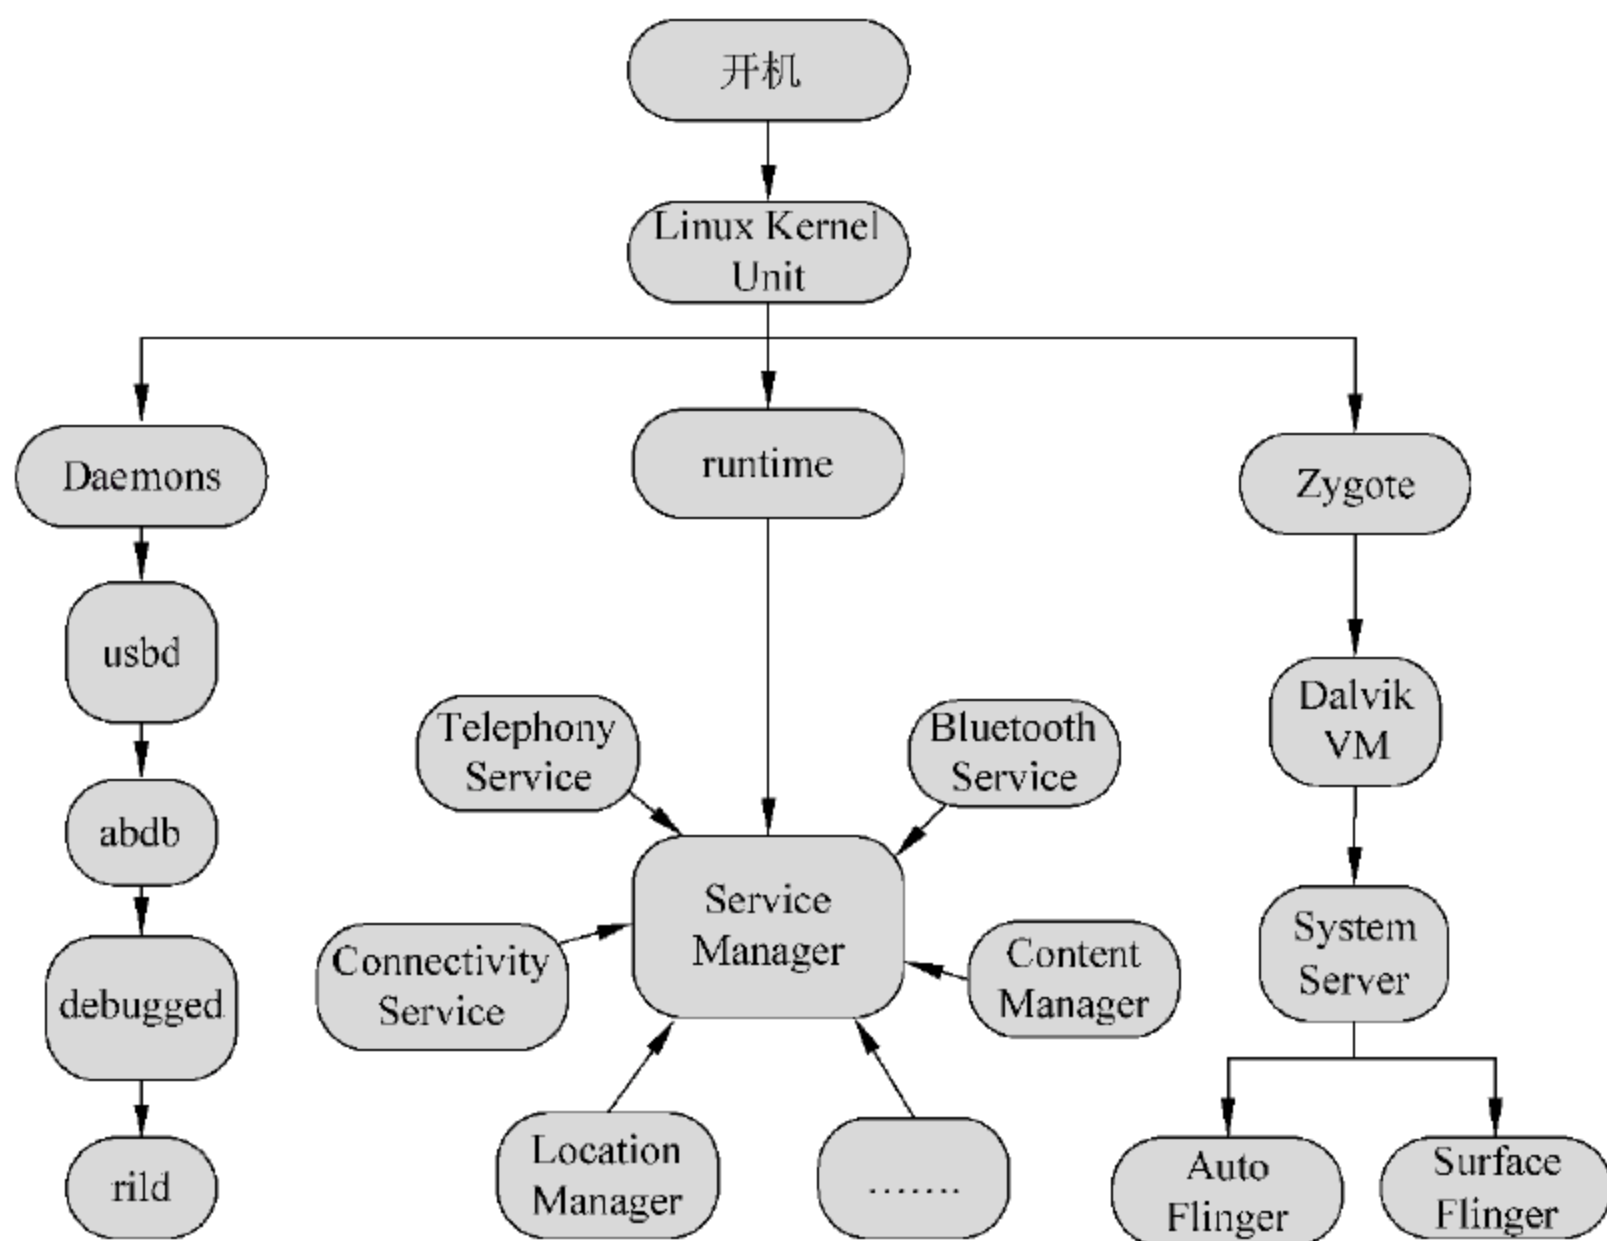 开机
Linux Kernel
Unit
Daemons
runtime
Zygote
usbd
Telephony
Service
Bluetooth
Service
Dalvik
VM
abdb
Service
Manager
Connectivity
Service
Content
Manager
System
Server
debugged
Location
Manager
.......
Auto
Flinger
Surface
Flinger
rild